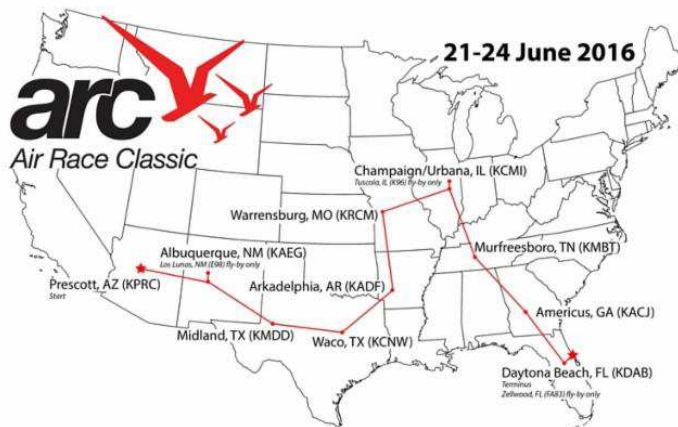 21-24 June 2016
arc
Air Race Classic
Champaign/Urbana, IL (KCMI)
Tuscola, IL (K96) fly-by only
Warrensburg, MO (KRCM)
Murfreesboro, TN (KMBT)
Albuquerque, NM (KAEG)
Los Lunas, NM (E98) fly-by only
Prescott, AZ (KPRC)
Start
Arkadelphia, AR (KADF)
Americus, GA (KACJ)
Midland, TX (KMDD)
Waco, TX (KCNW)
Daytona Beach, FL (KDAB)
Terminus
Zellwood, FL (FA83) fly-by only